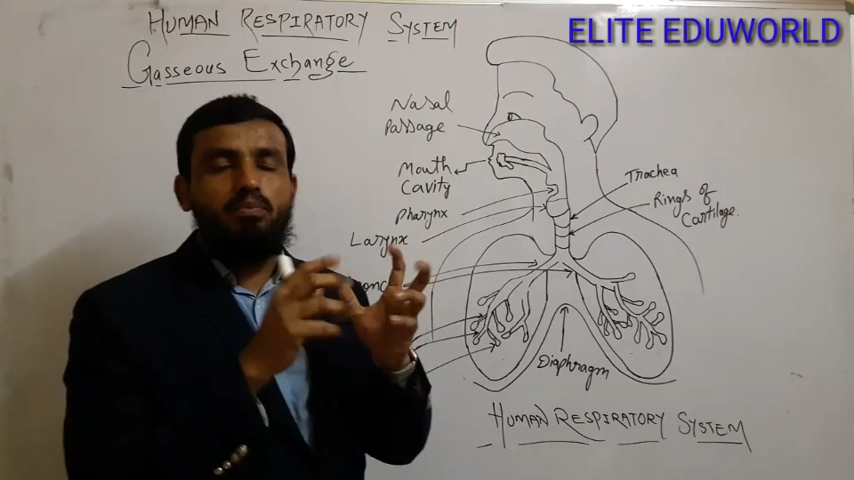 HUMAN RESPIRATORY SYSTEM
ELITE EDUWORLD
Gasseous Exchange
Nasal
passage
Mouth
Cavity
Pharynx
Larynx
Trachea
Rings of
Cartilage.
Diaphragm
HUMAN RESPIRATORY SYSTEM